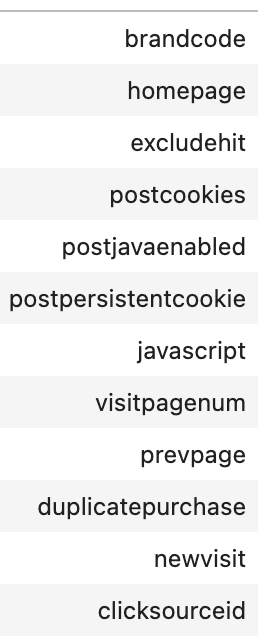 brandcode
homepage
excludehit
postcookies
postjavaenabled
postpersistentcookie
javascript
visitpagenum
prevpage
duplicatepurchase
newvisit
clicksourceid